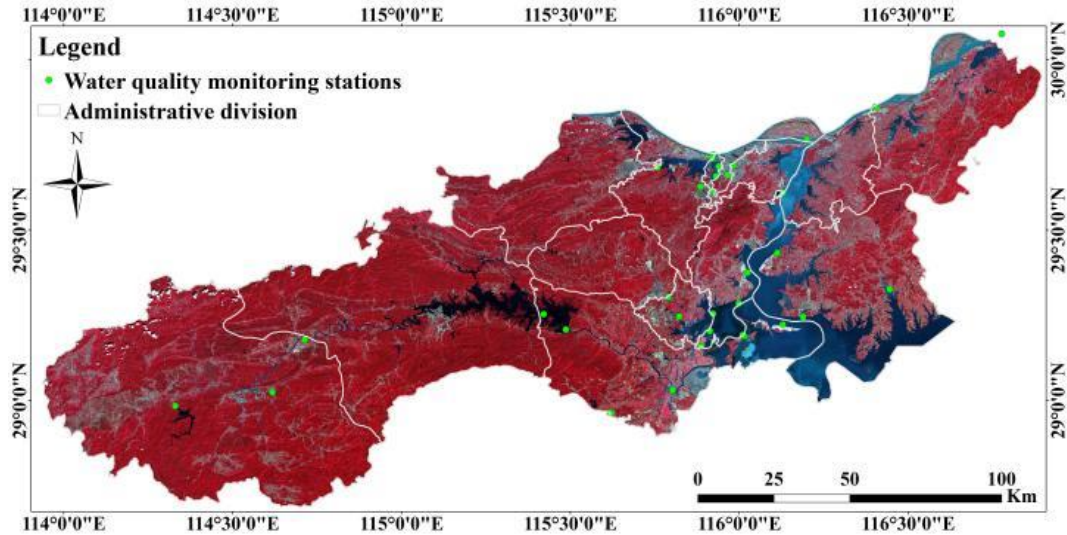 114°0'0"E 114°30'0"E 115°0'0"E 115°30'0"E 116°0'0"E 116°30'0"E
Legend
Water quality monitoring stations
Administrative division
N
30°0'0"N
29°30'0"N 29°30'0"N
29°0'0"N 29°0'0"N
0 25 50 100
Km
114°0'0"E 114°30'0"E 115°0'0"E 115°30'0"E 116°0'0"E 116°30'0"E